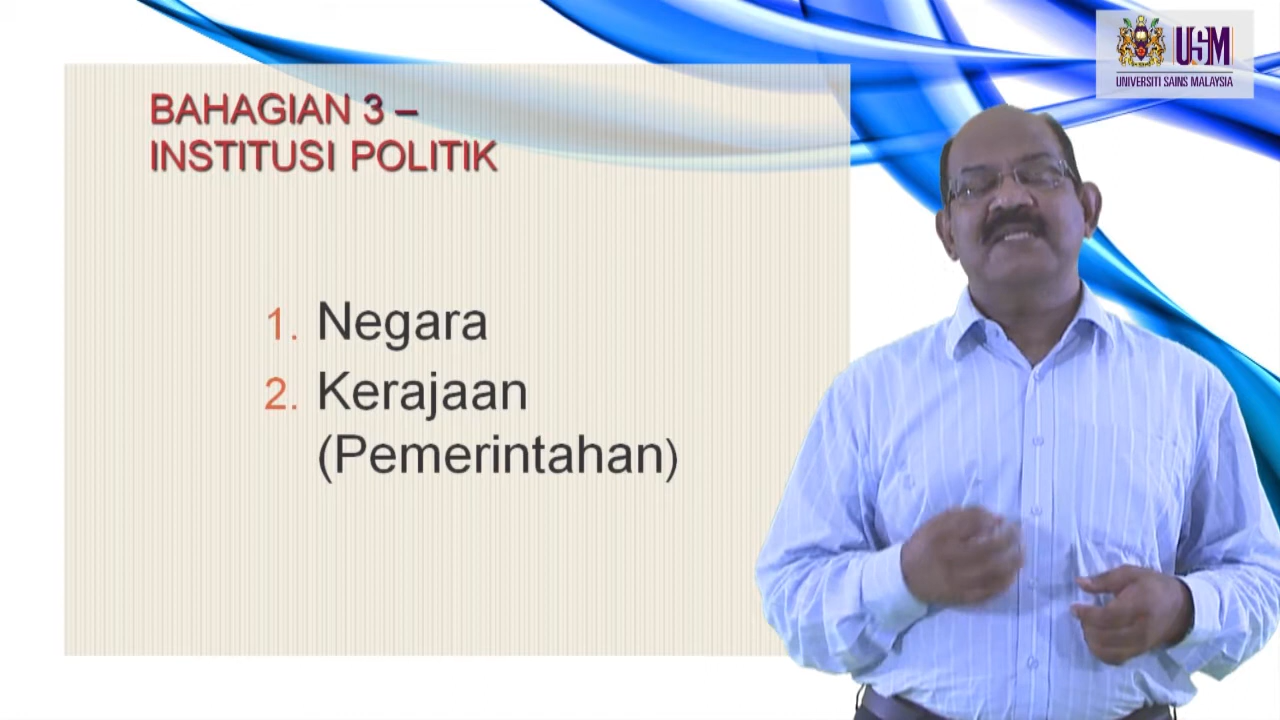 BAHAGIAN 3 –
INSTITUSI POLITIK
1. Negara
2. Kerajaan
(Pemerintahan)
USM
UNIVERSITI SAINS MALAYSIA